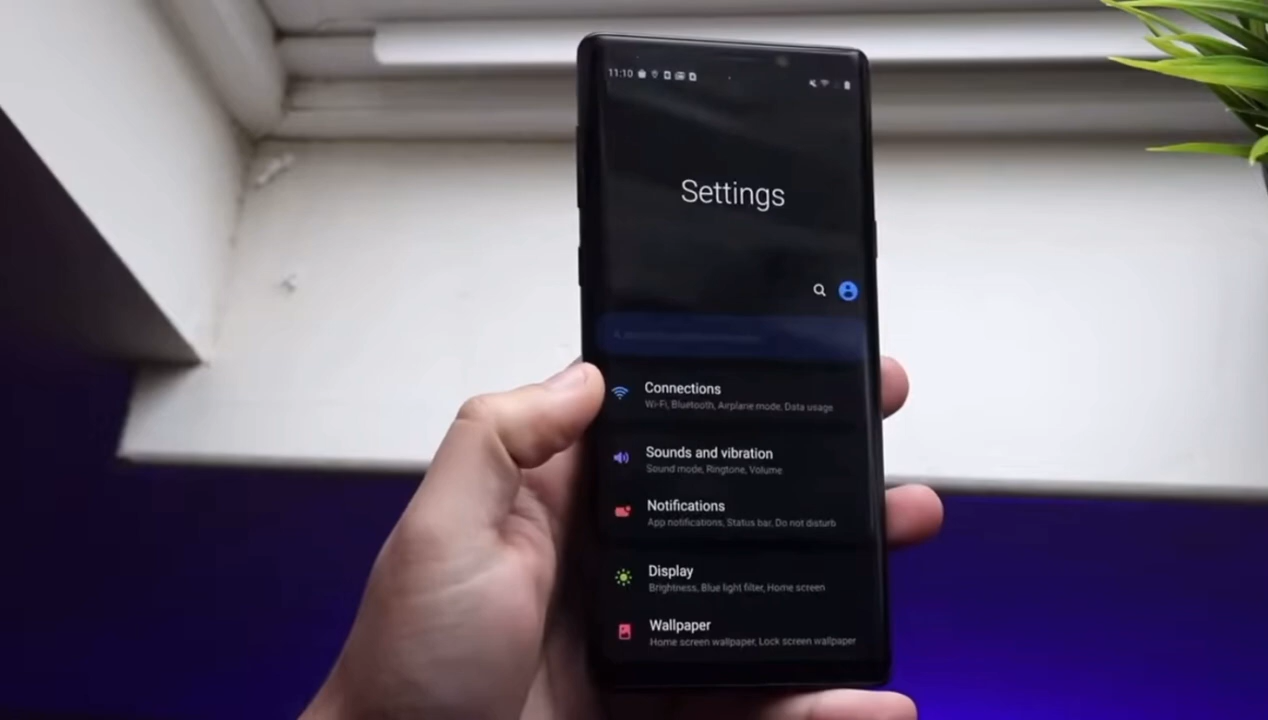 11:10
Settings
Connections
Wi-Fi, Bluetooth, Airplane mode, Data usage
Sounds and vibration
Sound mode, Ringtone, Volume
Notifications
App notifications, Status bar, Do not disturb
Display
Brightness, Blue light filter, Home screen
Wallpaper
Home screen wallpaper, Lock screen wallpaper